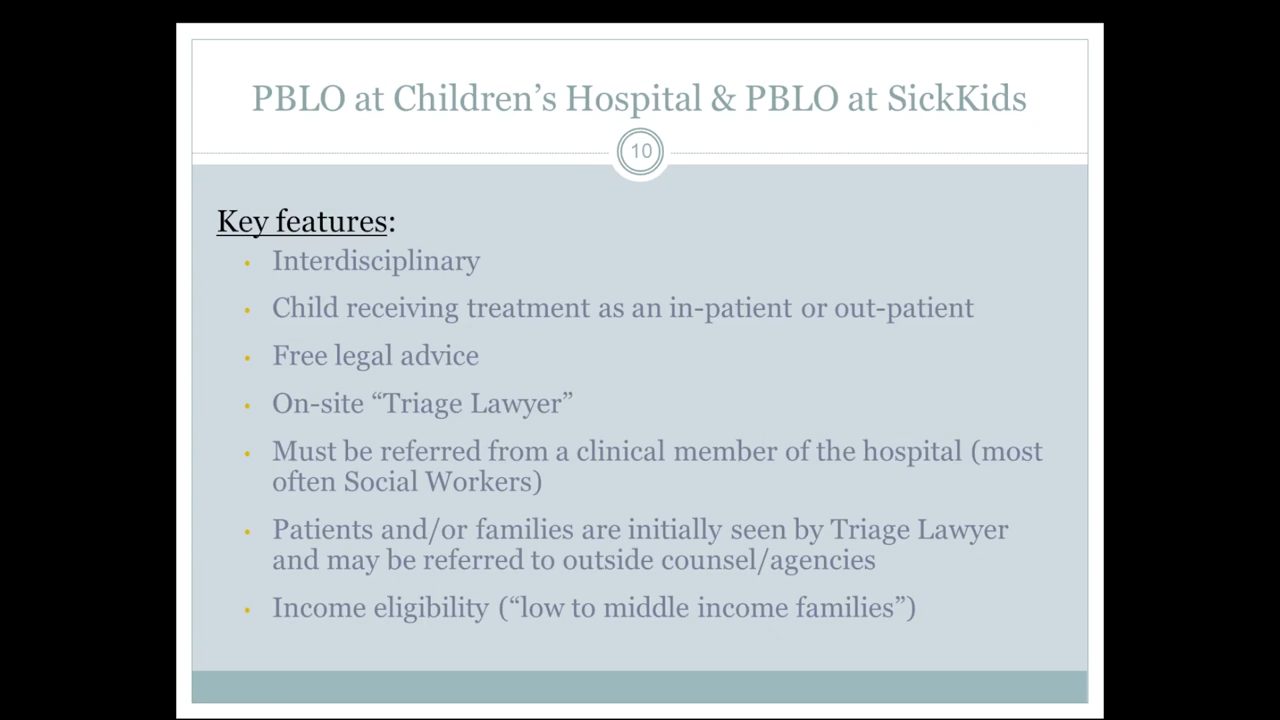 PBLO at Children’s Hospital & PBLO at SickKids
10
Key features:
• Interdisciplinary
• Child receiving treatment as an in-patient or out-patient
• Free legal advice
• On-site “Triage Lawyer”
• Must be referred from a clinical member of the hospital (most
often Social Workers)
• Patients and/or families are initially seen by Triage Lawyer
and may be referred to outside counsel/agencies
• Income eligibility (“low to middle income families”)